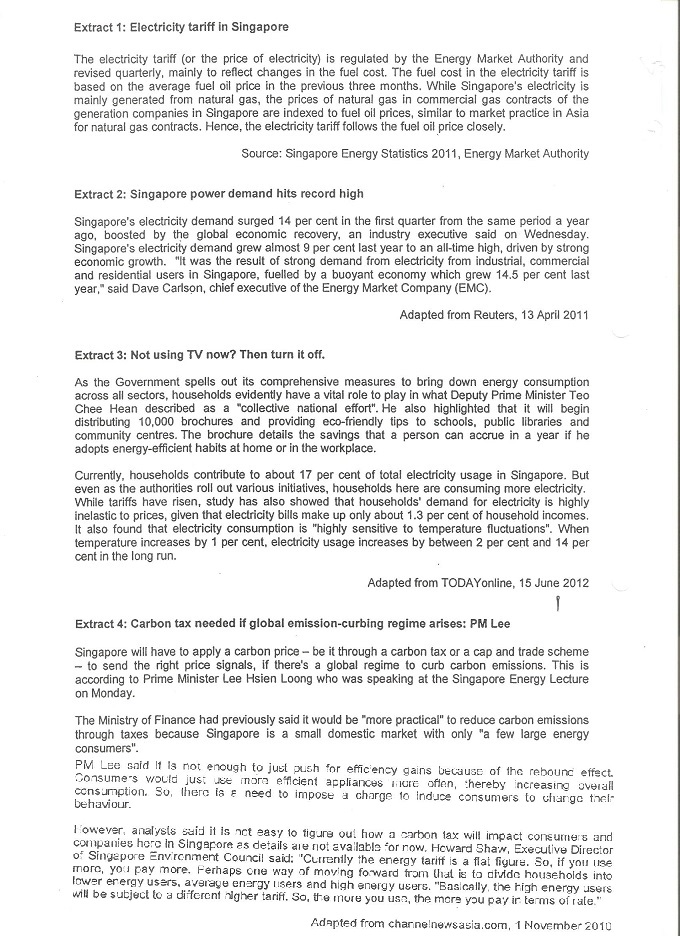 Extract 1: Electricity tariff in Singapore
The electricity tariff (or the price of electricity) is regulated by the Energy Market Authority and
revised quarterly, mainly to reflect changes in the fuel cost. The fuel cost in the electricity tariff is
based on the average fuel oil price in the previous three months. While Singapore's electricity is
mainly generated from natural gas, the prices of natural gas in commercial gas contracts of the
generation companies in Singapore are indexed to fuel oil prices, similar to market practice in Asia
for natural gas contracts. Hence, the electricity tariff follows the fuel oil price closely.
Source: Singapore Energy Statistics 2011, Energy Market Authority
Extract 2: Singapore power demand hits record high
Singapore's electricity demand surged 14 per cent in the first quarter from the same period a year
ago, boosted by the global economic recovery, an industry executive said on Wednesday.
Singapore's electricity demand grew almost 9 per cent last year to an all-time high, driven by strong
economic growth. "It was the result of strong demand from electricity from industrial, commercial
and residential users in Singapore, fuelled by a buoyant economy which grew 14.5 per cent last
year," said Dave Carlson, chief executive of the Energy Market Company (EMC).
Adapted from Reuters, 13 April 2011
Extract 3: Not using TV now? Then turn it off.
As the Government spells out its comprehensive measures to bring down energy consumption
across all sectors, households evidently have a vital role to play in what Deputy Prime Minister Teo
Chee Hean described as a "collective national effort". He also highlighted that it will begin
distributing 10,000 brochures and providing eco-friendly tips to schools, public libraries and
community centres. The brochure details the savings that a person can accrue in a year if he
adopts energy-efficient habits at home or in the workplace.
Currently, households contribute to about 17 per cent of total electricity usage in Singapore. But
even as the authorities roll out various initiatives, households here are consuming more electricity.
While tariffs have risen, study has also showed that households' demand for electricity is highly
inelastic to prices, given that electricity bills make up only about 1.3 per cent of household incomes.
It also found that electricity consumption is "highly sensitive to temperature fluctuations". When
temperature increases by 1 per cent, electricity usage increases by between 2 per cent and 14 per
cent in the long run.
Adapted from TODAYonline, 15 June 2012
Extract 4: Carbon tax needed if global emission-curbing regime arises: PM Lee
Singapore will have to apply a carbon price – be it through a carbon tax or a cap and trade scheme
– to send the right price signals, if there's a global regime to curb carbon emissions. This is
according to Prime Minister Lee Hsien Loong who was speaking at the Singapore Energy Lecture
on Monday.
The Ministry of Finance had previously said it would be "more practical" to reduce carbon emissions
through taxes because Singapore is a small domestic market with only "a few large energy
consumers".
PM Lee said it is not enough to just push for efficiency gains because of the rebound effect.
Consumers would just use more efficient appliances more often, thereby increasing overall
consumption. So, there is a need to impose a charge to induce consumers to change their
behaviour.
However, analysts said it is not easy to figure out how a carbon tax will impact consumers and
companies here in Singapore as details are not available for now. Howard Shaw, Executive Director
of Singapore Environment Council said: "Currently the energy tariff is a flat figure. So, if you use
more, you pay more. Perhaps one way of moving forward from that is to divide households into
lower energy users, average energy users and high energy users. "Basically, the high energy users
will be subject to a different higher tariff. So, the more you use, the more you pay in terms of rate."
Adapted from channelnewsasia.com, 1 November 2010